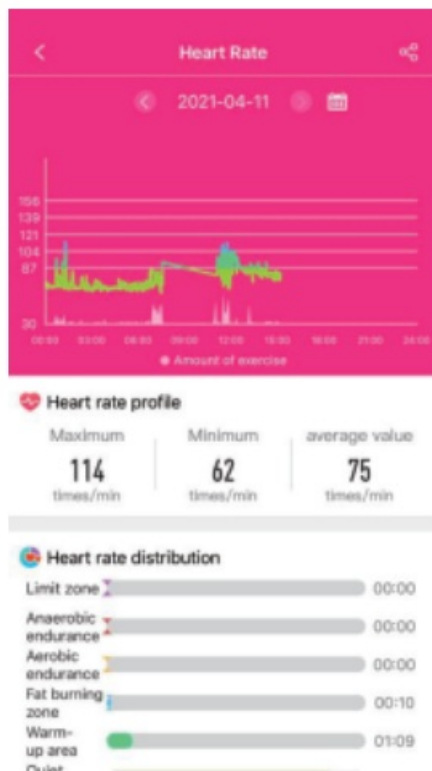 Heart Rate
2021-04-11
156
139
121
104
87
30
00:00 03:00 06:00 09:00 12:00 15:00 18:00 21:00 24:00
Amount of exercise
Heart rate profile
Maximum Minimum average value
114 62 75
times/min times/min times/min
Heart rate distribution
Limit zone 00:00
Anaerobic
endurance 00:00
Aerobic
endurance 00:00
Fat burning
zone 00:10
Warm-
up area 01:09
Quiet